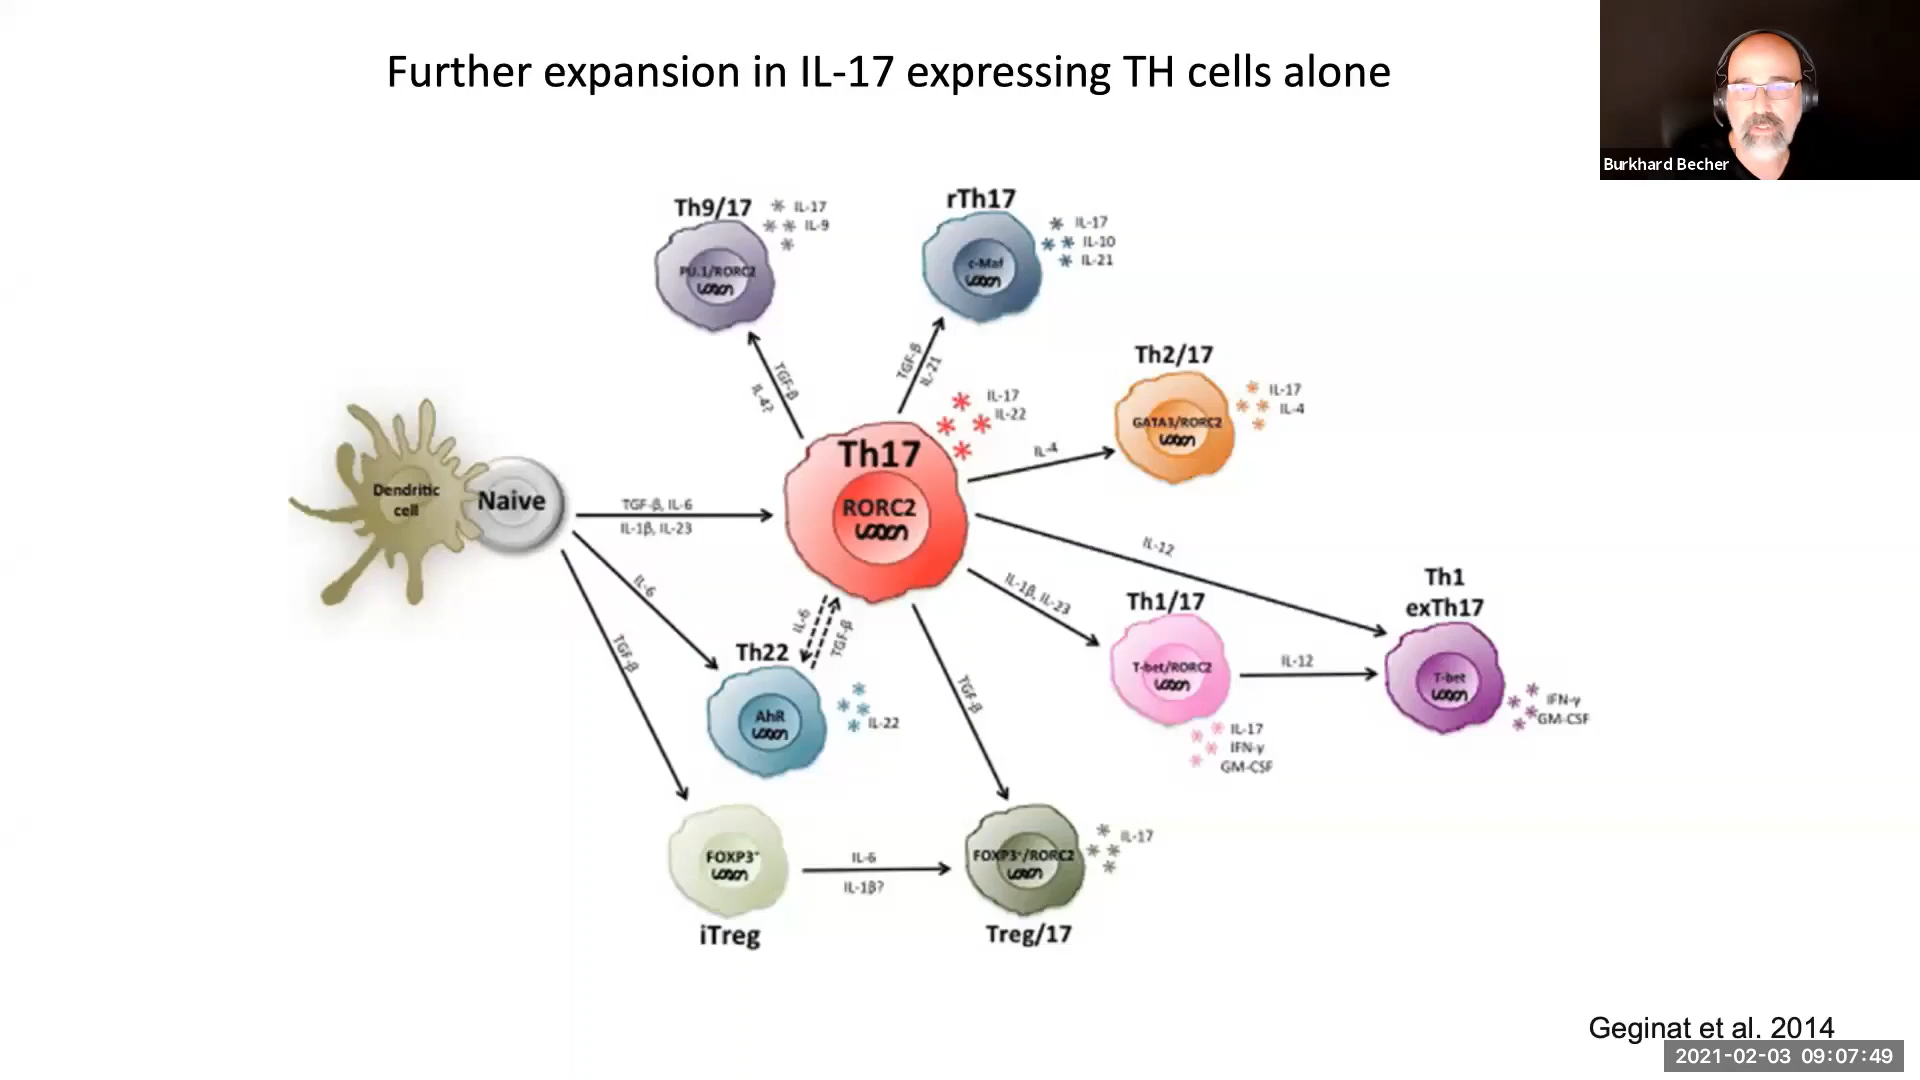 Further expansion in IL-17 expressing TH cells alone
Burkhard Becher
Th9/17
IL-17
IL-9
PU.1/RORC2
rTh17
IL-17
IL-10
IL-21
c-Maf
TGF-β
IL-4?
TGF-β
IL-21
Th2/17
IL-17
IL-4
GATA3/RORC2
IL-17
IL-22
Th17
RORC2
IL-4
Dendritic
cell
Naive
TGF-β, IL-6
IL-1β, IL-23
IL-12
IL-6
TGF-β
IL-6
TGF-β
IL-1β, IL-23
Th1/17
T-bet/RORC2
IL-17
IFN-γ
GM-CSF
IL-12
Th1
exTh17
T-bet
IFN-γ
GM-CSF
Th22
AhR
IL-22
TGF-β
FOXP3⁺
iTreg
IL-6
IL-1β?
FOXP3⁺/RORC2
IL-17
Treg/17
Geginat et al. 2014
2021-02-03 09:07:49